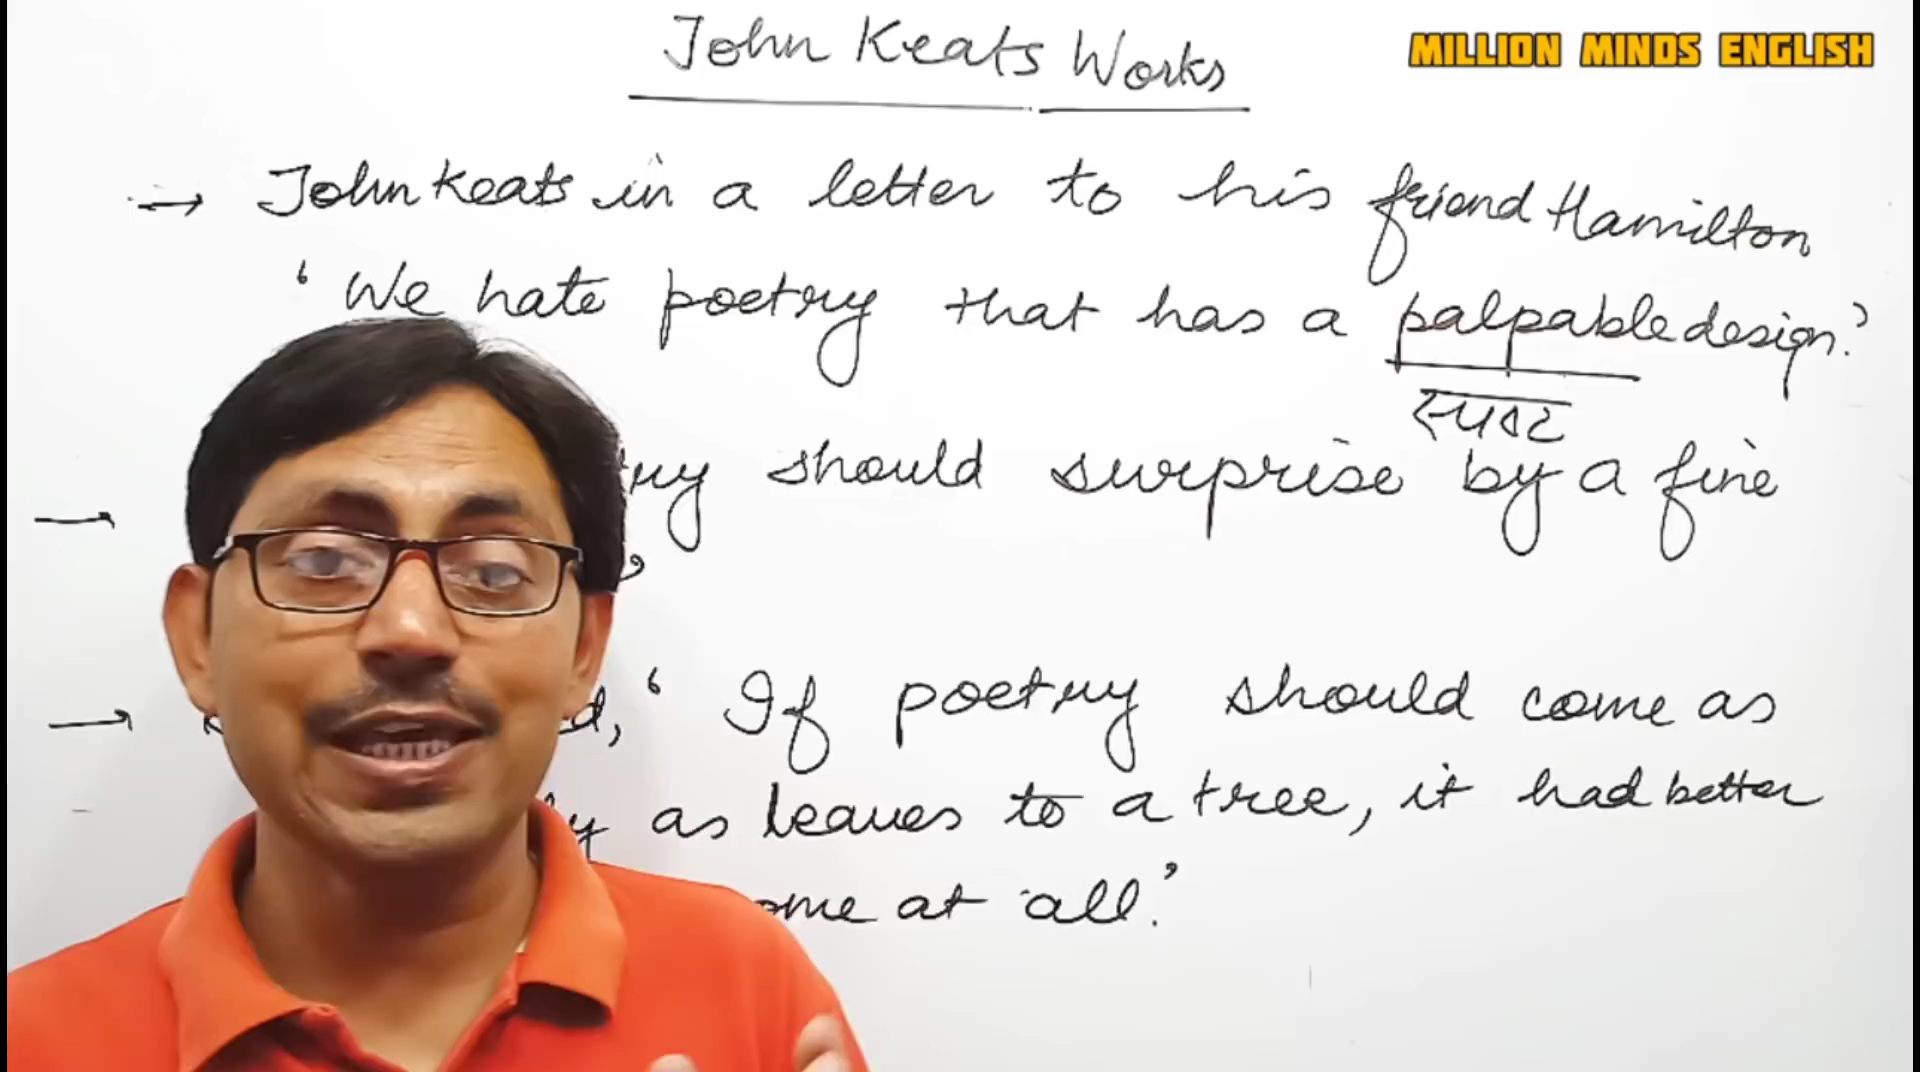 John Keats Works
MILLION MINDS ENGLISH
→ John Keats in a letter to his friend Hamilton
‘We hate poetry that has a palpable design.’
स्पष्ट
→ should surprise by a fine
’
→ ‘If poetry should come as
as leaves to a tree, it had better
at all.’